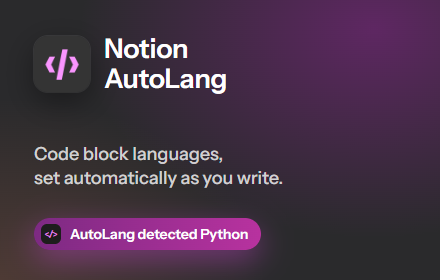 </>
Notion
AutoLang
Code block languages,
set automatically as you write.
</> AutoLang detected Python